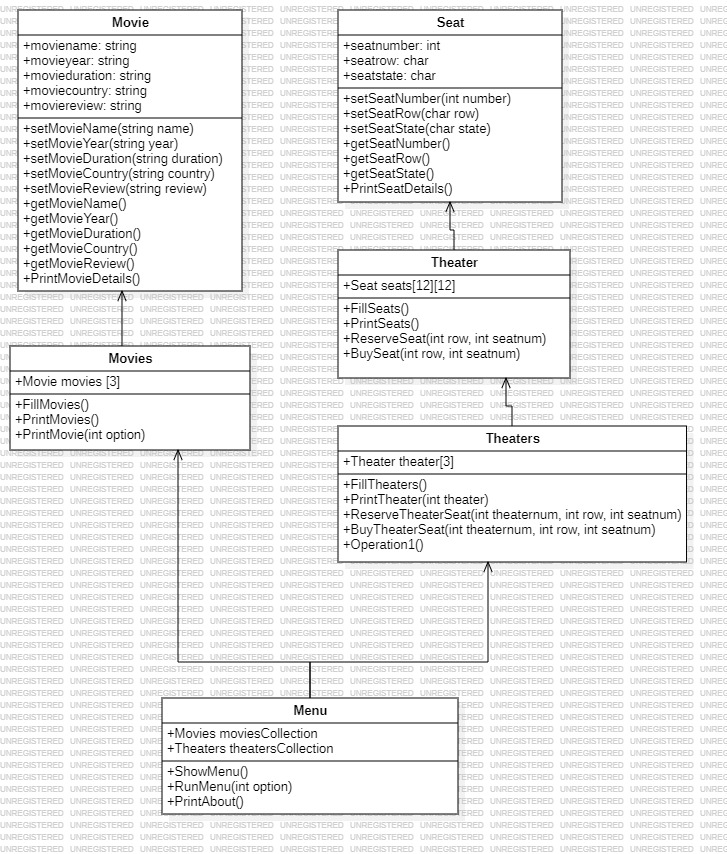 Movie
+moviename: string
+movieyear: string
+movieduration: string
+moviecountry: string
+moviereview: string
+setMovieName(string name)
+setMovieYear(string year)
+setMovieDuration(string duration)
+setMovieCountry(string country)
+setMovieReview(string review)
+getMovieName()
+getMovieYear()
+getMovieDuration()
+getMovieCountry()
+getMovieReview()
+PrintMovieDetails()
Seat
+seatnumber: int
+seatrow: char
+seatstate: char
+setSeatNumber(int number)
+setSeatRow(char row)
+setSeatState(char state)
+getSeatNumber()
+getSeatRow()
+getSeatState()
+PrintSeatDetails()
Theater
+Seat seats[12][12]
+FillSeats()
+PrintSeats()
+ReserveSeat(int row, int seatnum)
+BuySeat(int row, int seatnum)
Movies
+Movie movies [3]
+FillMovies()
+PrintMovies()
+PrintMovie(int option)
Theaters
+Theater theater[3]
+FillTheaters()
+PrintTheater(int theater)
+ReserveTheaterSeat(int theaternum, int row, int seatnum)
+BuyTheaterSeat(int theaternum, int row, int seatnum)
+Operation1()
Menu
+Movies moviesCollection
+Theaters theatersCollection
+ShowMenu()
+RunMenu(int option)
+PrintAbout()
UNREGISTERED